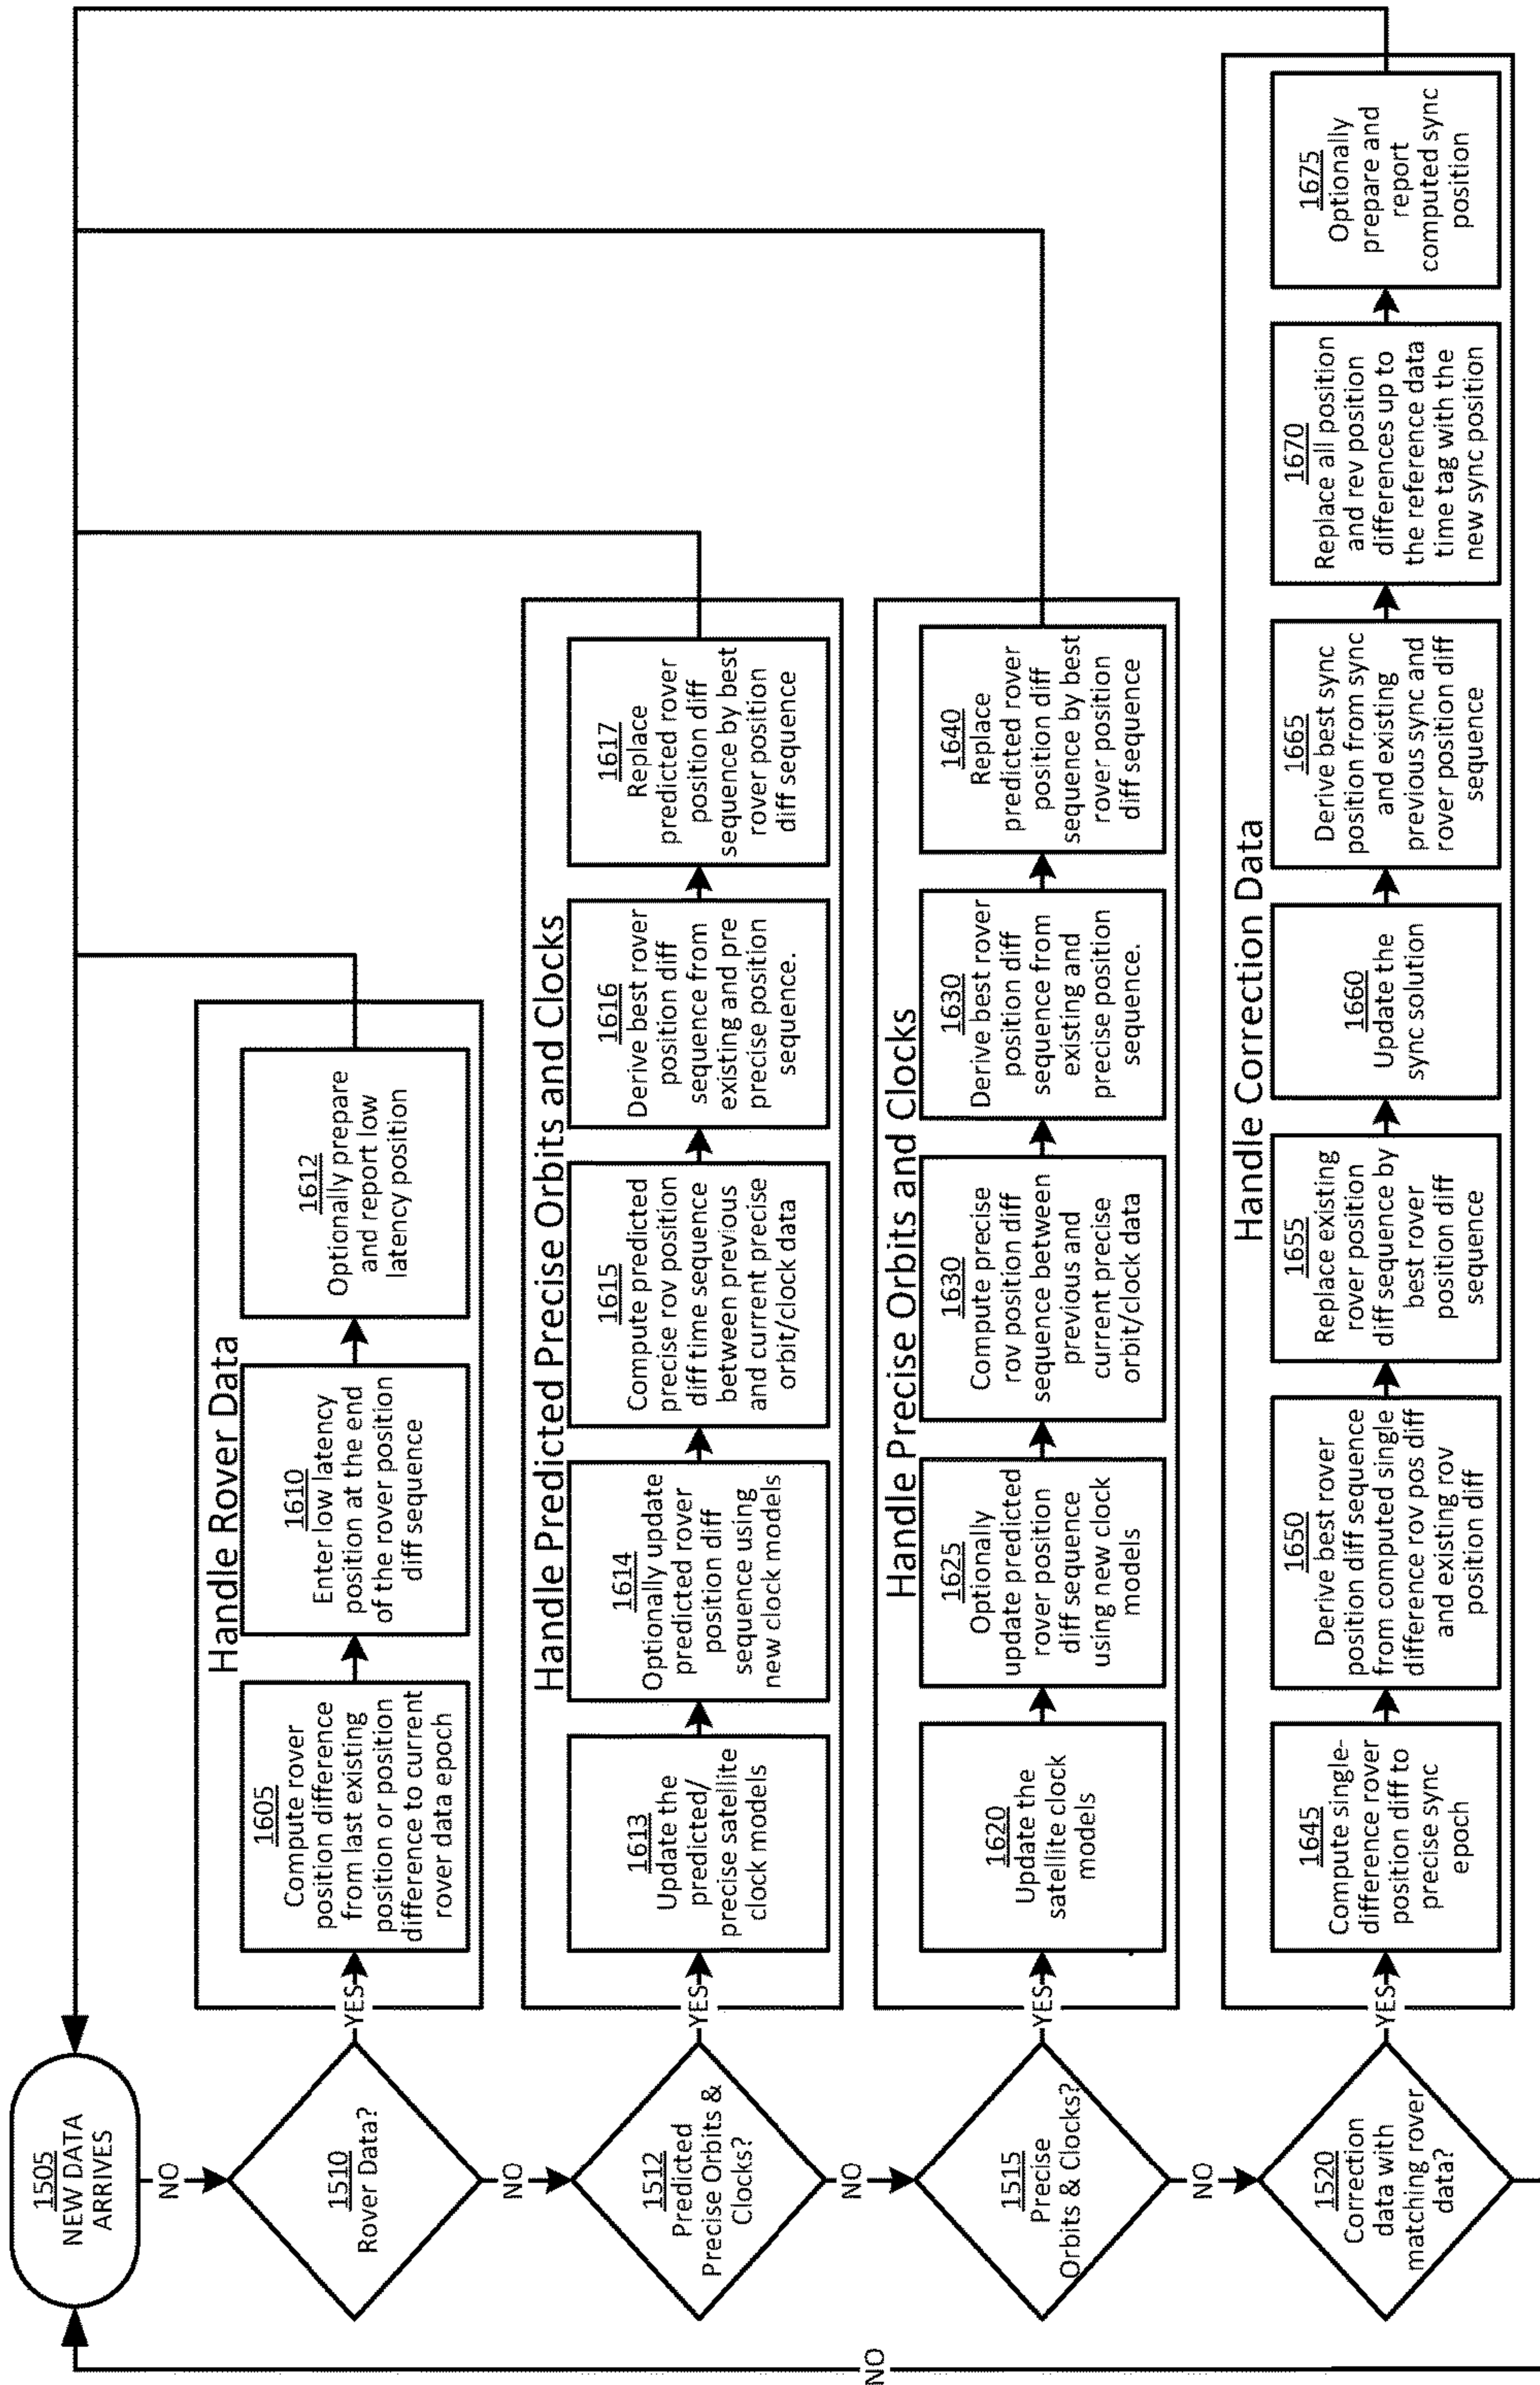 1505
NEW DATA
ARRIVES
NO
1510
Rover Data?
YES
Handle Rover Data
1605
Compute rover
position difference
from last existing
position or position
difference to current
rover data epoch
1610
Enter low latency
position at the end
of the rover position
diff sequence
1612
Optionally prepare
and report low
latency position
NO
1512
Predicted
Precise Orbits &
Clocks?
YES
Handle Predicted Precise Orbits and Clocks
1613
Update the
predicted/
precise satellite
clock models
1614
Optionally update
predicted rover
position diff
sequence using
new clock models
1615
Compute predicted
precise rov position
diff time sequence
between previous
and current precise
orbit/clock data
1616
Derive best rover
position diff
sequence from
existing and pre
precise position
sequence.
1617
Replace
predicted rover
position diff
sequence by best
rover position
diff sequence
NO
1515
Precise
Orbits & Clocks?
YES
Handle Precise Orbits and Clocks
1620
Update the
satellite clock
models
1625
Optionally
update predicted
rover position
diff sequence
using new clock
models
1630
Compute precise
rov position diff
sequence between
previous and
current precise
orbit/clock data
1630
Derive best rover
position diff
sequence from
existing and
precise position
sequence.
1640
Replace
predicted rover
position diff
sequence by best
rover position
diff sequence
NO
1520
Correction
data with
matching rover
data?
YES
Handle Correction Data
1645
Compute single-
difference rover
position diff to
precise sync
epoch
1650
Derive best rover
position diff sequence
from computed single
difference rov pos diff
and existing rov
position diff
1655
Replace existing
rover position
diff sequence by
best rover
position diff
sequence
1660
Update the
sync solution
1665
Derive best sync
position from sync
and existing
previous sync and
rover position diff
sequence
1670
Replace all position
and rev position
differences up to
the reference data
time tag with the
new sync position
1675
Optionally
prepare and
report
computed sync
position
NO